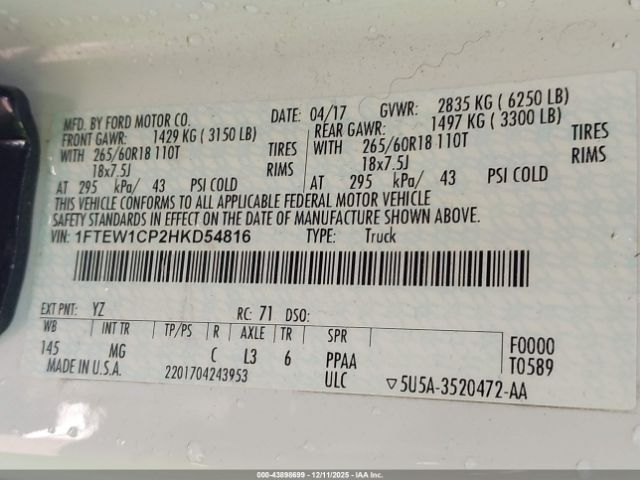 MFD. BY FORD MOTOR CO. DATE: 04/17 GVWR: 2835 KG ( 6250 LB)
FRONT GAWR: 1429 KG ( 3150 LB) REAR GAWR: 1497 KG ( 3300 LB)
WITH 265/60R18 110T TIRES WITH 265/60R18 110T TIRES
18x7.5J RIMS 18x7.5J RIMS
AT 295 kPa/ 43 PSI COLD AT 295 kPa/ 43 PSI COLD
THIS VEHICLE CONFORMS TO ALL APPLICABLE FEDERAL MOTOR VEHICLE
SAFETY STANDARDS IN EFFECT ON THE DATE OF MANUFACTURE SHOWN ABOVE.
VIN: 1FTEW1CP2HKD54816 TYPE: Truck
EXT PNT: YZ RC: 71 DSO:
WB INT TR TP/PS R AXLE TR SPR F0000
145 MG C L3 6 PPAA T0589
MADE IN U.S.A. 2201704243953 ULC ▽5U5A-3520472-AA
000-43898699 - 12/11/2025 - IAA Inc.